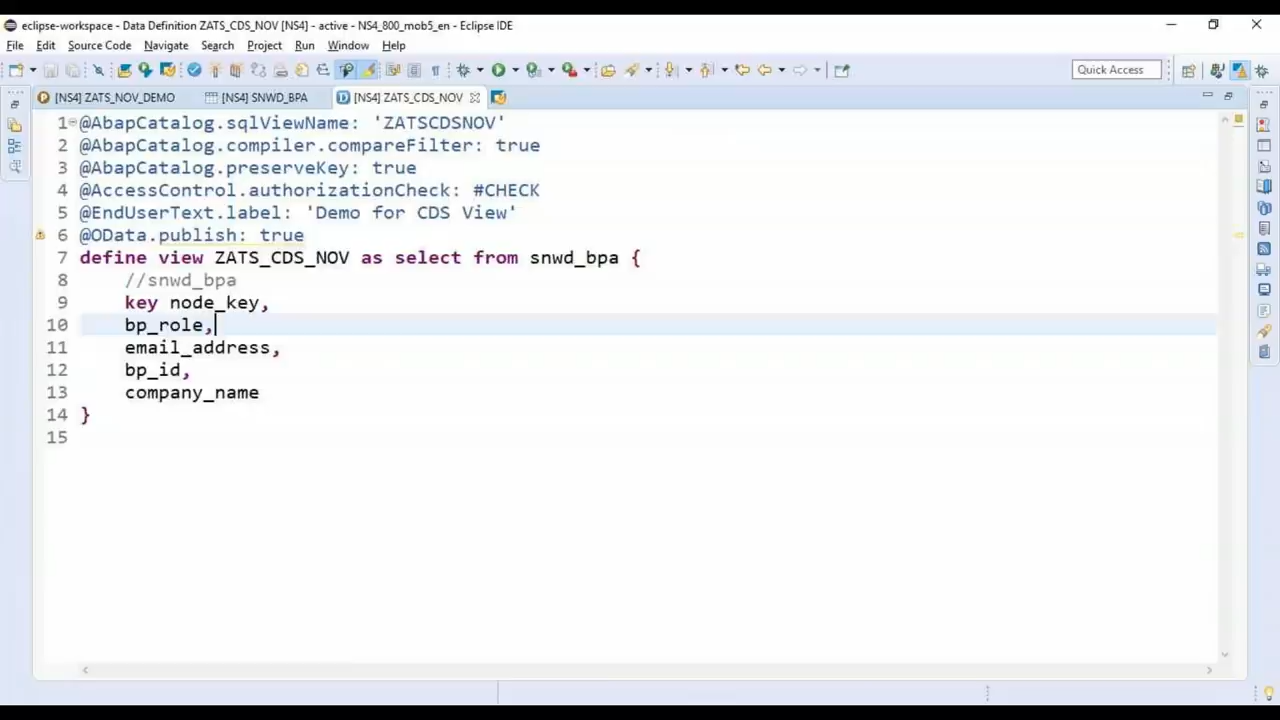 eclipse-workspace - Data Definition ZATS_CDS_NOV [NS4] - active - NS4_800_mob5_en - Eclipse IDE
File Edit Source Code Navigate Search Project Run Window Help
Quick Access
[NS4] ZATS_NOV_DEMO [NS4] SNWD_BPA [NS4] ZATS_CDS_NOV
1 @AbapCatalog.sqlViewName: 'ZATSCDSNOV'
2 @AbapCatalog.compiler.compareFilter: true
3 @AbapCatalog.preserveKey: true
4 @AccessControl.authorizationCheck: #CHECK
5 @EndUserText.label: 'Demo for CDS View'
6 @OData.publish: true
7 define view ZATS_CDS_NOV as select from snwd_bpa {
8 //snwd_bpa
9 key node_key,
10 bp_role,
11 email_address,
12 bp_id,
13 company_name
14 }
15